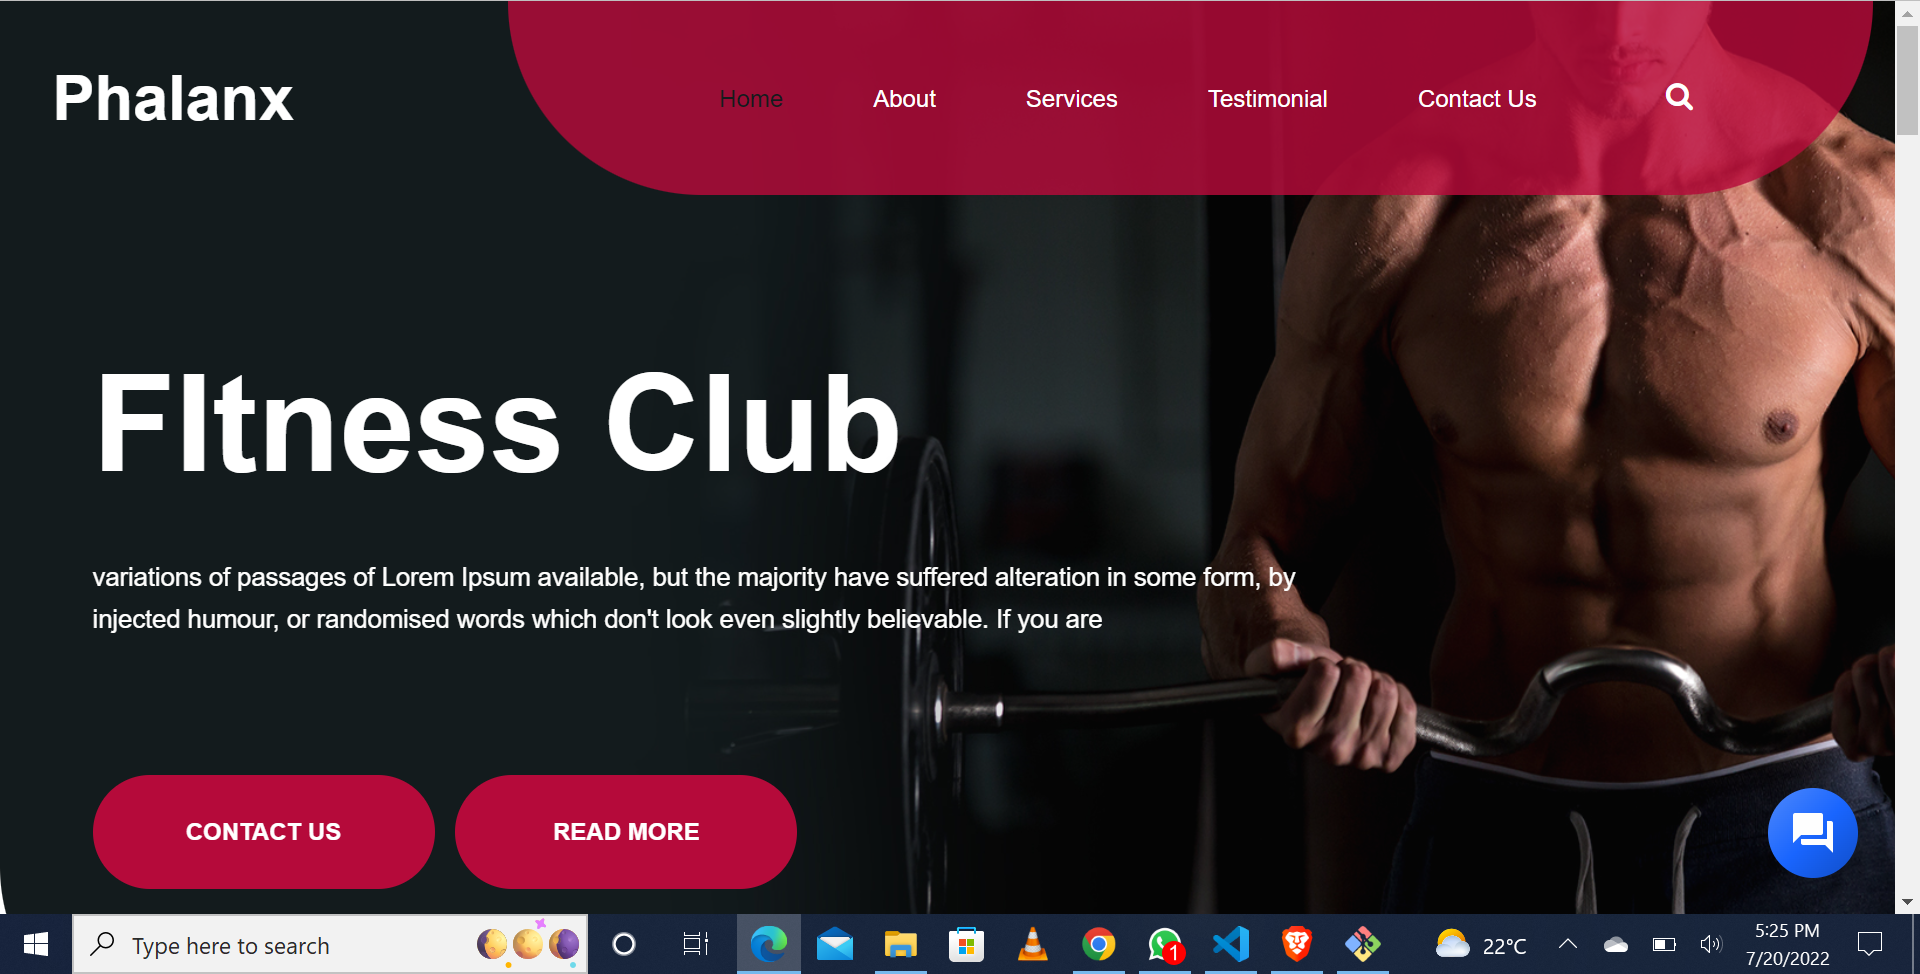 Phalanx
Home About Services Testimonial Contact Us
FItness Club
variations of passages of Lorem Ipsum available, but the majority have suffered alteration in some form, by
injected humour, or randomised words which don't look even slightly believable. If you are
CONTACT US READ MORE
Type here to search
1
22°C
5:25 PM
7/20/2022